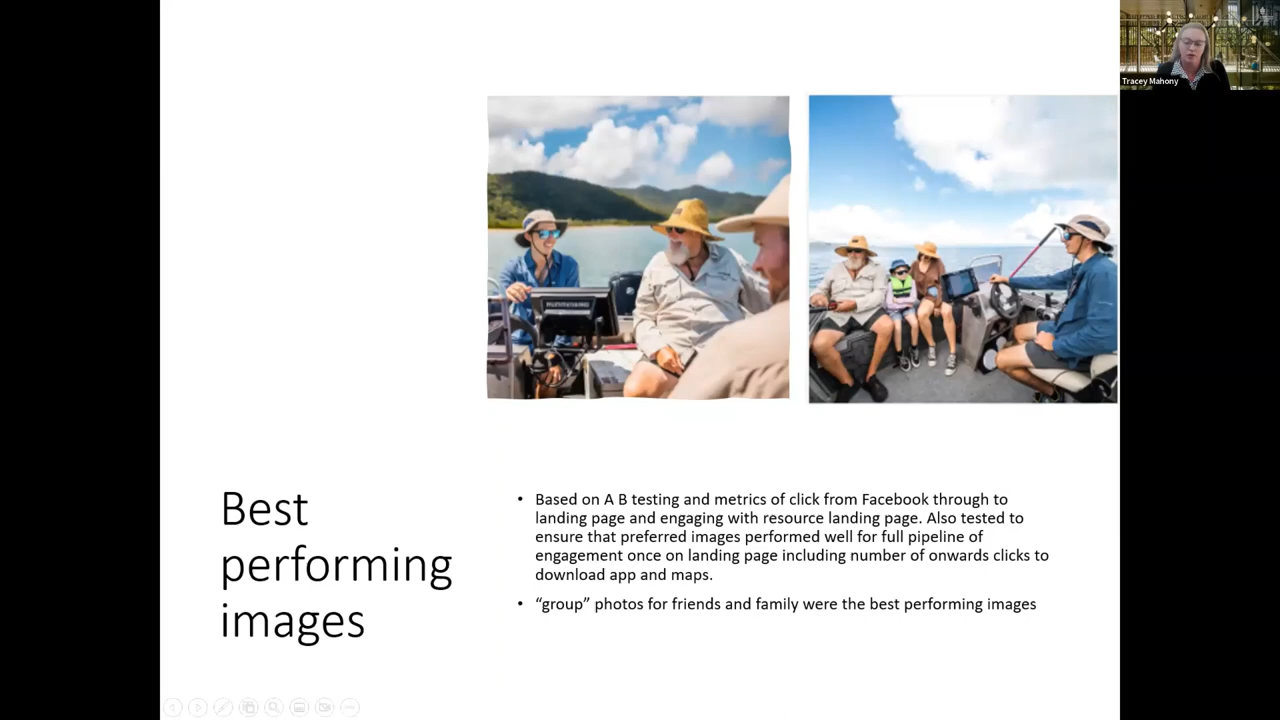 Tracey Mahony
HUMMINBIRD
Best
performing
images
• Based on A B testing and metrics of click from Facebook through to
landing page and engaging with resource landing page. Also tested to
ensure that preferred images performed well for full pipeline of
engagement once on landing page including number of onwards clicks to
download app and maps.
• “group” photos for friends and family were the best performing images